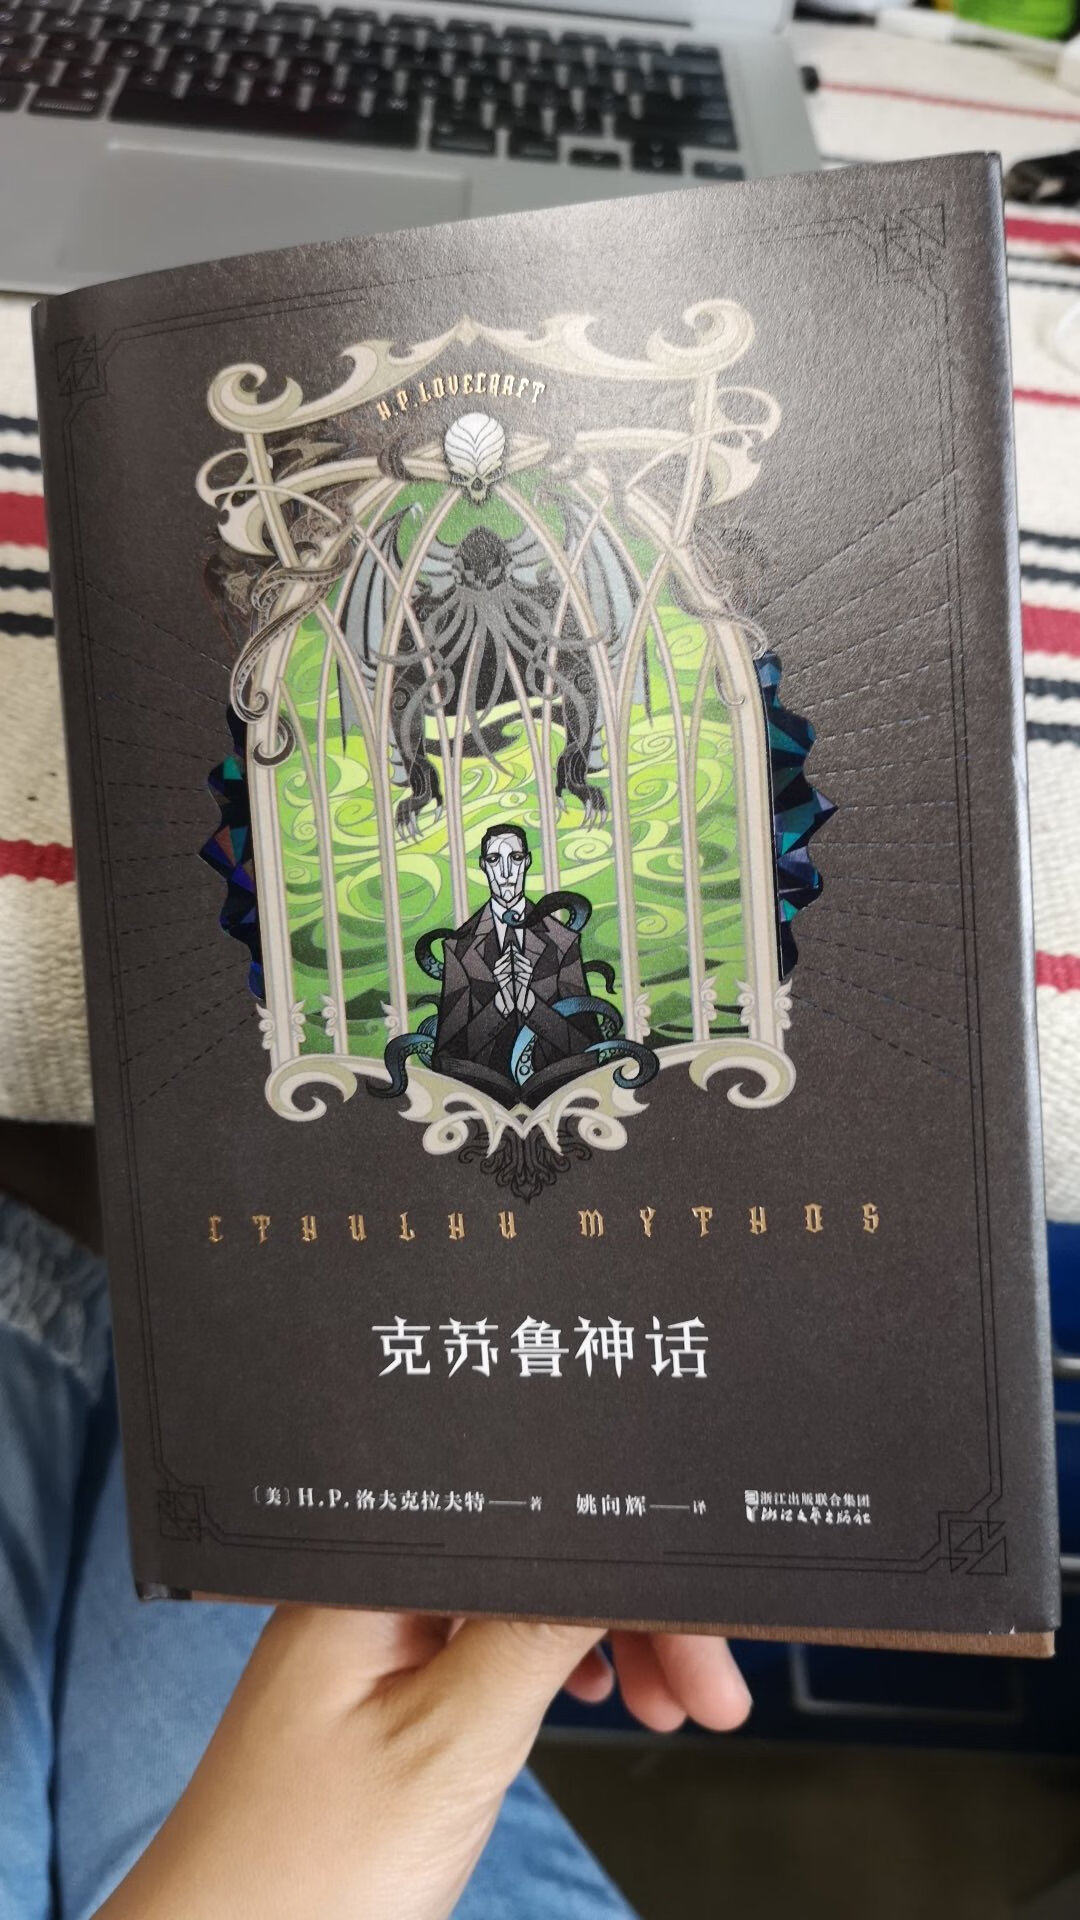 H.P.LOVECRAFT
CTHULHU MYTHOS
克苏鲁神话
〔美〕H.P.洛夫克拉夫特——著 姚向辉——译
浙江出版联合集团
浙江文艺出版社